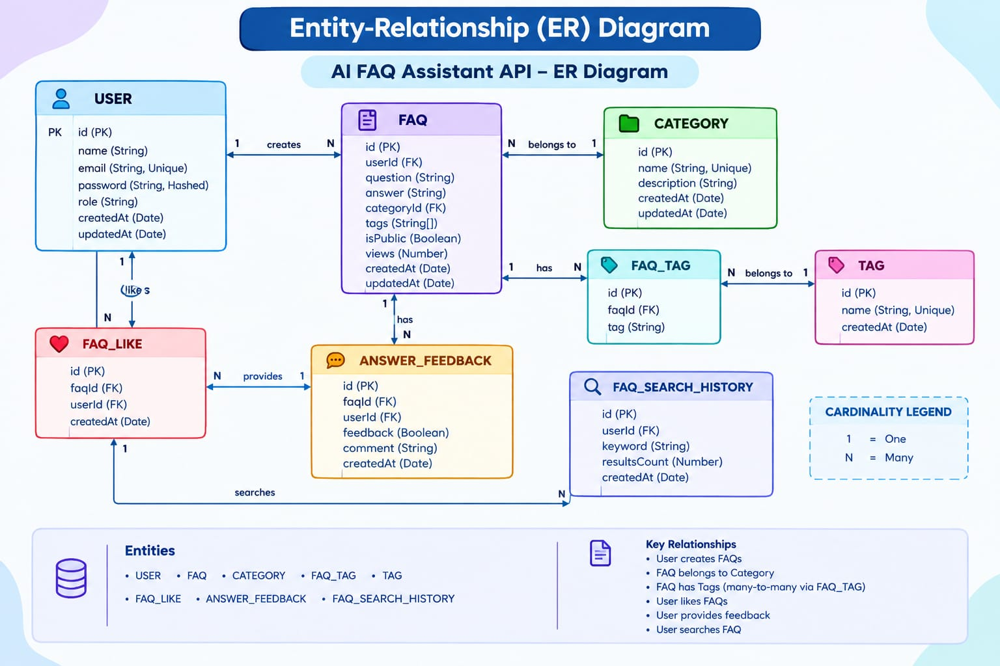 Entity-Relationship (ER) Diagram
AI FAQ Assistant API – ER Diagram
USER
PK id (PK)
name (String)
email (String, Unique)
password (String, Hashed)
role (String)
createdAt (Date)
updatedAt (Date)
1 creates N
FAQ
id (PK)
userId (FK)
question (String)
answer (String)
categoryId (FK)
tags (String[])
isPublic (Boolean)
views (Number)
createdAt (Date)
updatedAt (Date)
N belongs to 1
CATEGORY
id (PK)
name (String, Unique)
description (String)
createdAt (Date)
updatedAt (Date)
1 has N
FAQ_TAG
id (PK)
faqId (FK)
tag (String)
N belongs to 1
TAG
id (PK)
name (String, Unique)
createdAt (Date)
1
likes
N
1
has
N
FAQ_LIKE
id (PK)
faqId (FK)
userId (FK)
createdAt (Date)
N provides 1
ANSWER_FEEDBACK
id (PK)
faqId (FK)
userId (FK)
feedback (Boolean)
comment (String)
createdAt (Date)
FAQ_SEARCH_HISTORY
id (PK)
userId (FK)
keyword (String)
resultsCount (Number)
createdAt (Date)
CARDINALITY LEGEND
1 = One
N = Many
1
searches N
Entities
• USER • FAQ • CATEGORY • FAQ_TAG • TAG
• FAQ_LIKE • ANSWER_FEEDBACK • FAQ_SEARCH_HISTORY
Key Relationships
• User creates FAQs
• FAQ belongs to Category
• FAQ has Tags (many-to-many via FAQ_TAG)
• User likes FAQs
• User provides feedback
• User searches FAQ